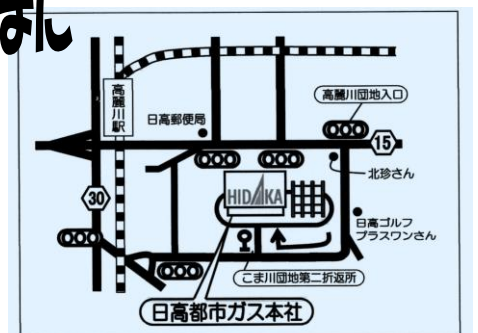 ま ん
高麗川駅
日高郵便局
高麗川団地入口
15
北珍さん
30
HIDAKA
日高ゴルフ
プラスワンさん
こま川団地第二折返所
日高都市ガス本社